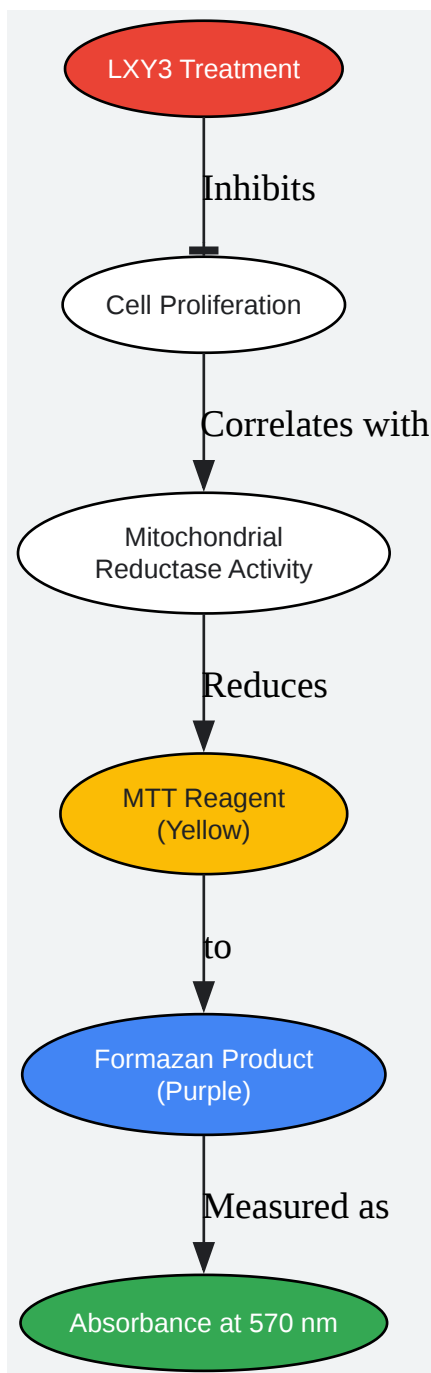 LXY3 Treatment
Inhibits
Cell Proliferation
Correlates with
Mitochondrial
Reductase Activity
Reduces
MTT Reagent
(Yellow)
to
Formazan Product
(Purple)
Measured as
Absorbance at 570 nm